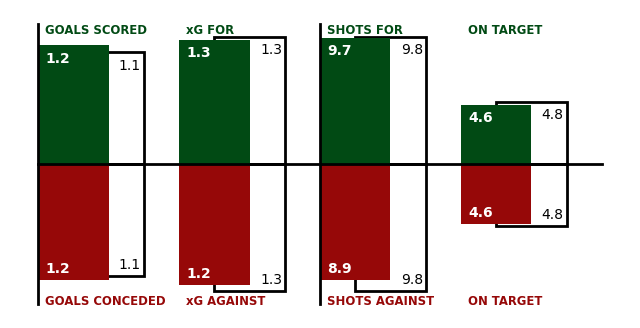 GOALS SCORED xG FOR SHOTS FOR ON TARGET
1.2 1.1 1.3 1.3 9.7 9.8 4.6 4.8
1.2 1.1 1.2 1.3 8.9 9.8 4.6 4.8
GOALS CONCEDED xG AGAINST SHOTS AGAINST ON TARGET